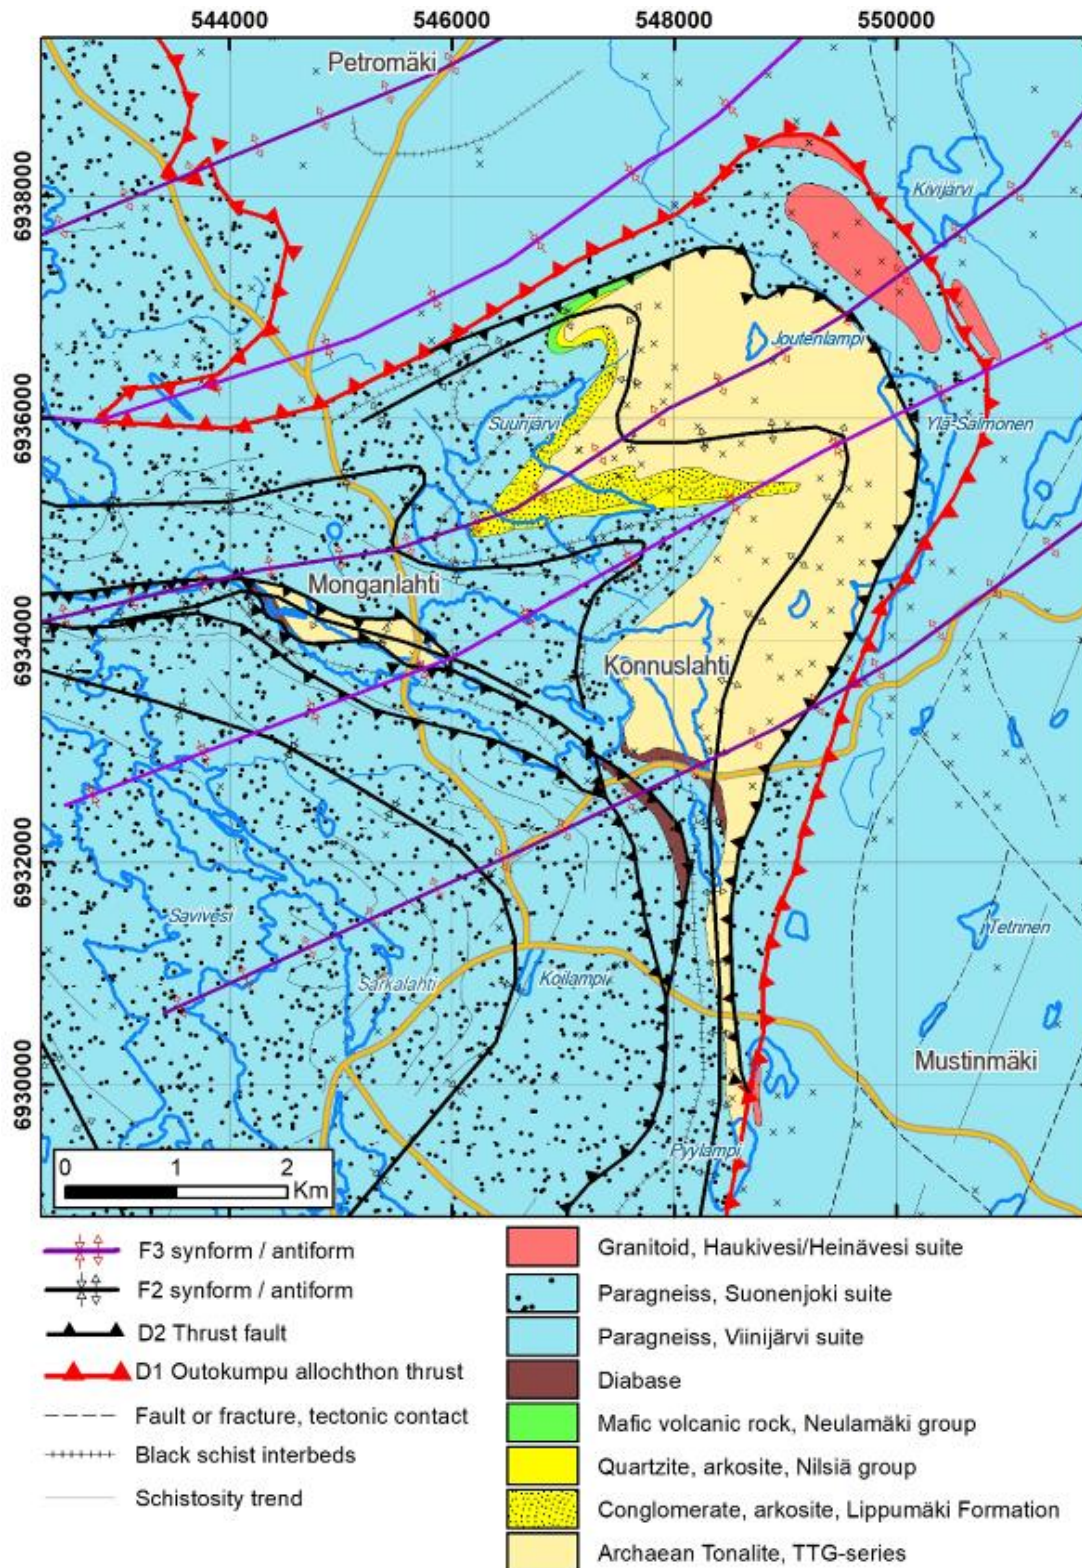 544000 546000 548000 550000
Petromäki
6938000
Kivijärvi
Joutenlampi
6936000
Suurijärvi
Ylä-Salmonen
Monganlahti
6934000
Könnuslahti
6932000
Savivesi
Tetrinen
Sarkalahti
Koilampi
6930000
Mustinmäki
Pyylampi
0 1 2
Km
F3 synform / antiform
F2 synform / antiform
D2 Thrust fault
D1 Outokumpu allochthon thrust
Fault or fracture, tectonic contact
Black schist interbeds
Schistosity trend
Granitoid, Haukivesi/Heinävesi suite
Paragneiss, Suonenjoki suite
Paragneiss, Viinijärvi suite
Diabase
Mafic volcanic rock, Neulamäki group
Quartzite, arkosite, Nilsiä group
Conglomerate, arkosite, Lippumäki Formation
Archaean Tonalite, TTG-series